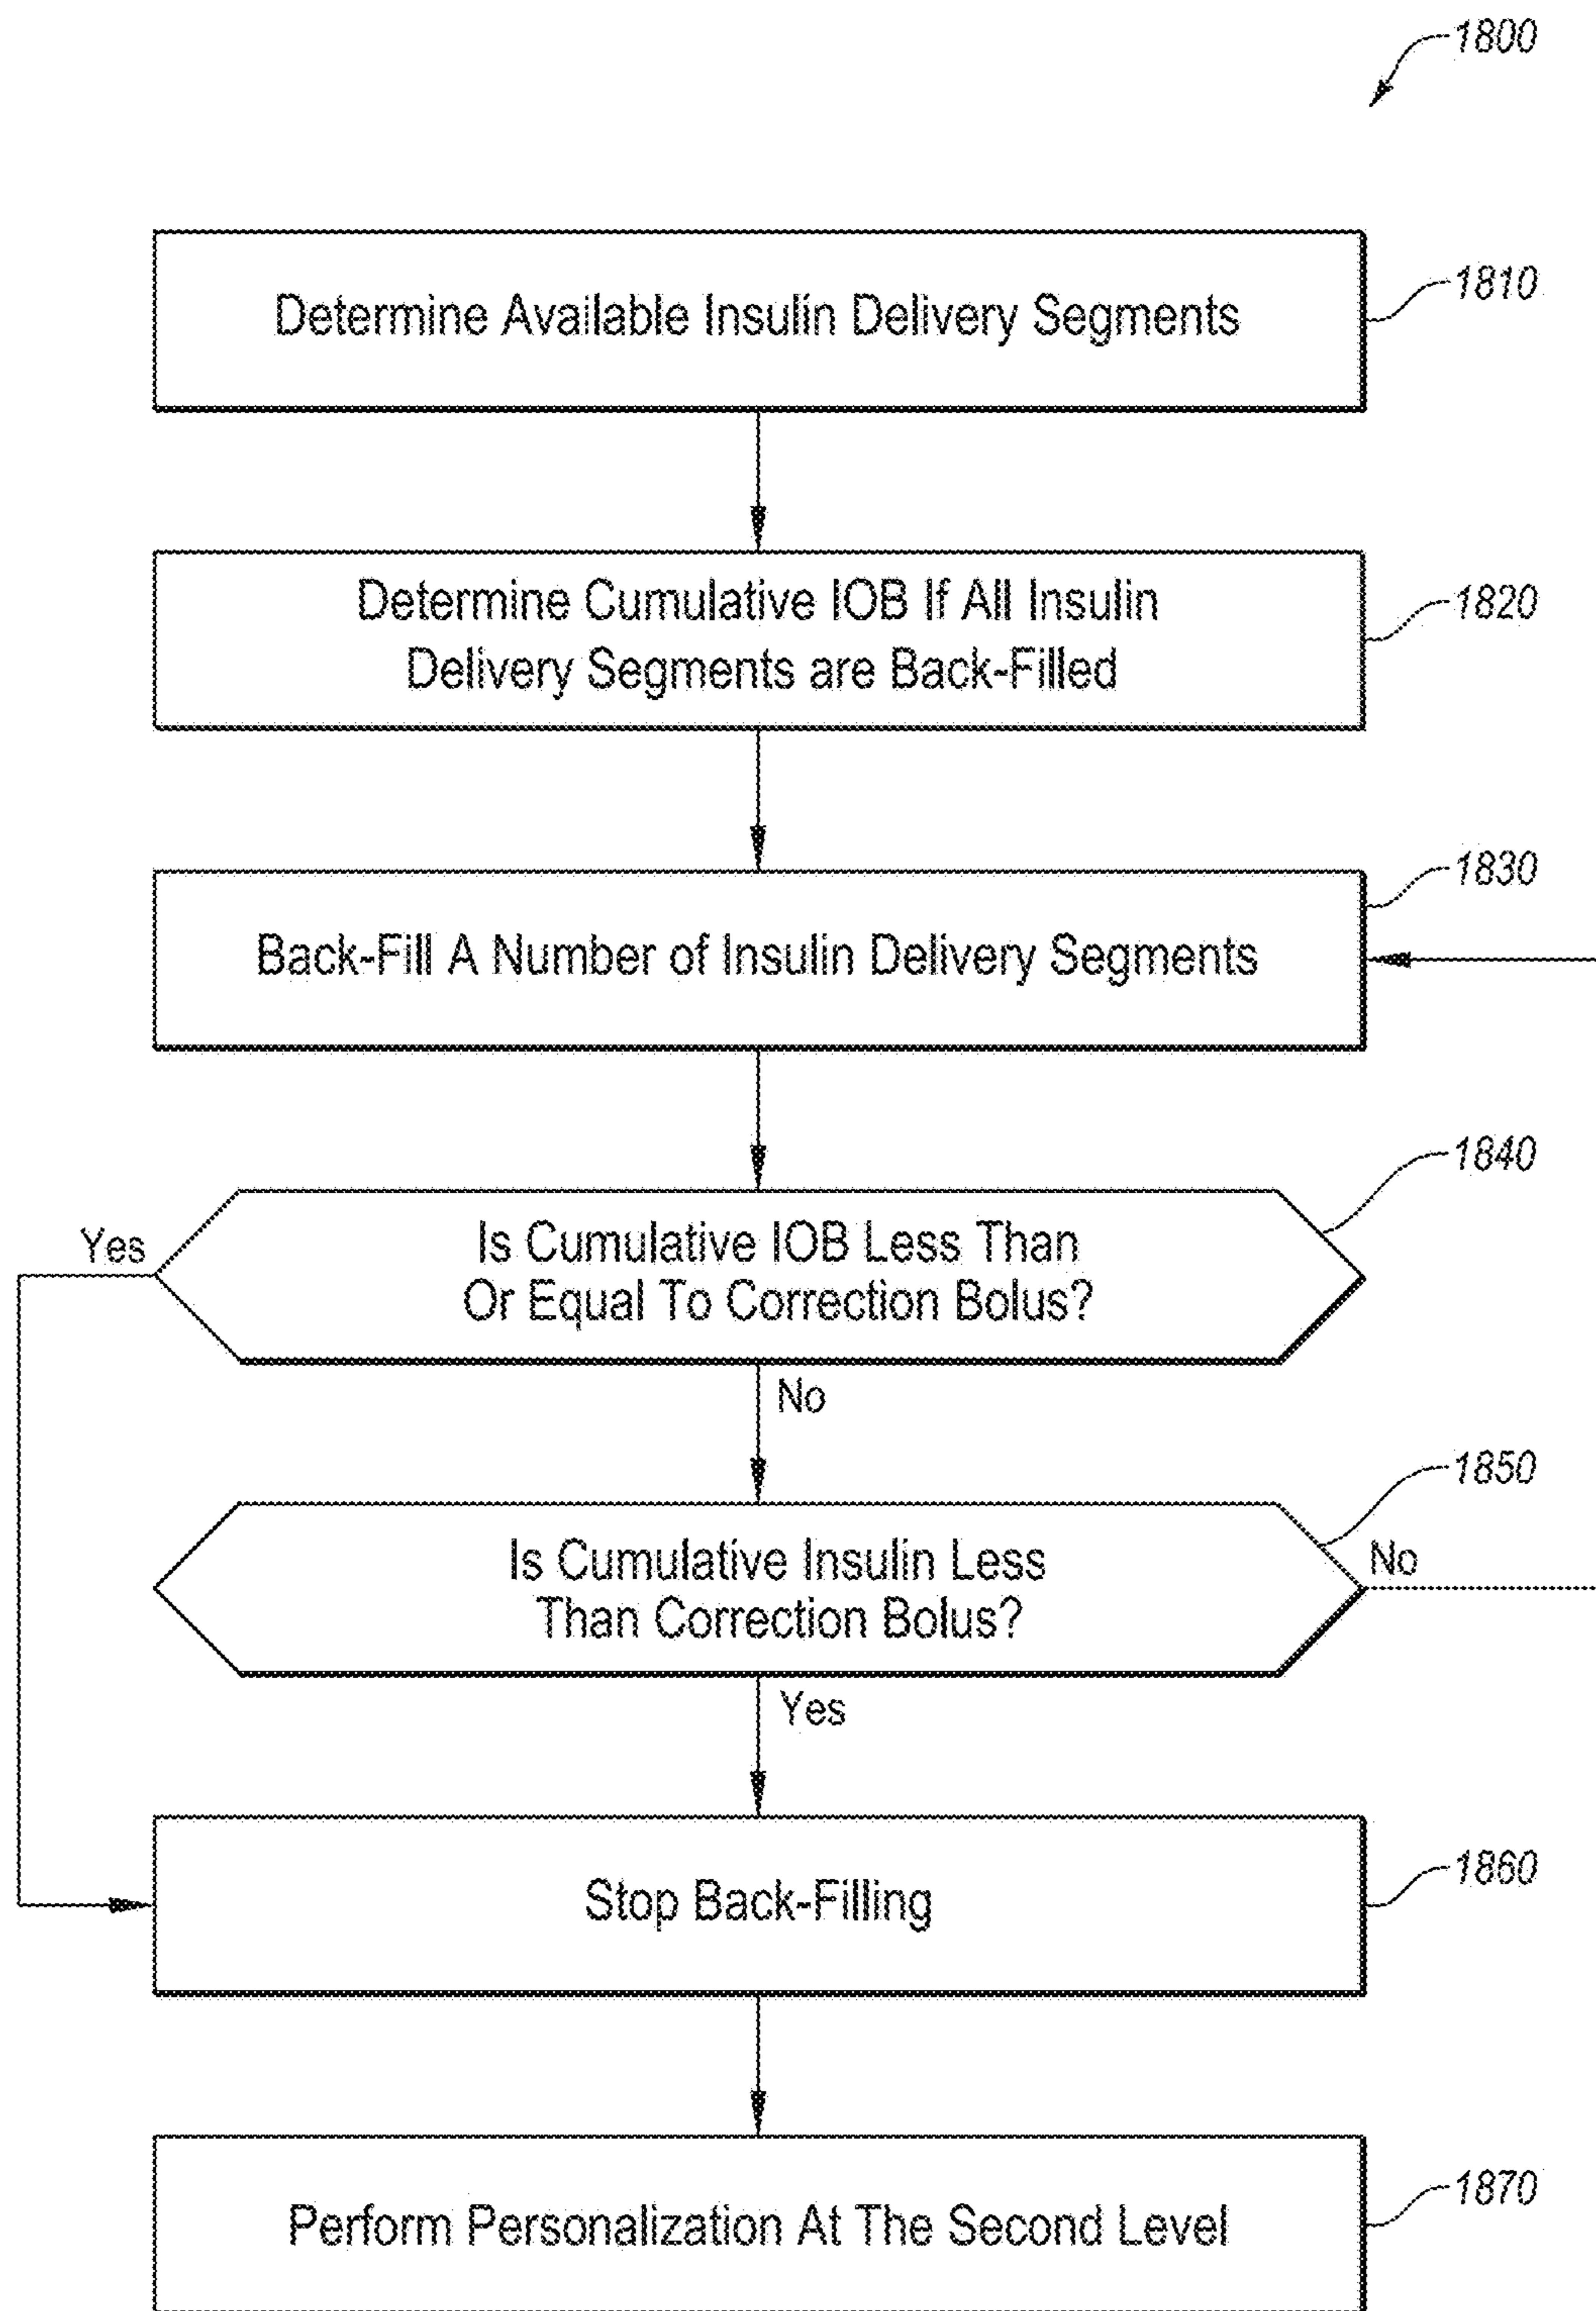 1800
Determine Available Insulin Delivery Segments
1810
Determine Cumulative IOB If All Insulin
Delivery Segments are Back-Filled
1820
Back-Fill A Number of Insulin Delivery Segments
1830
Is Cumulative IOB Less Than
Or Equal To Correction Bolus?
1840
Yes
No
Is Cumulative Insulin Less
Than Correction Bolus?
1850
No
Yes
Stop Back-Filling
1860
Perform Personalization At The Second Level
1870